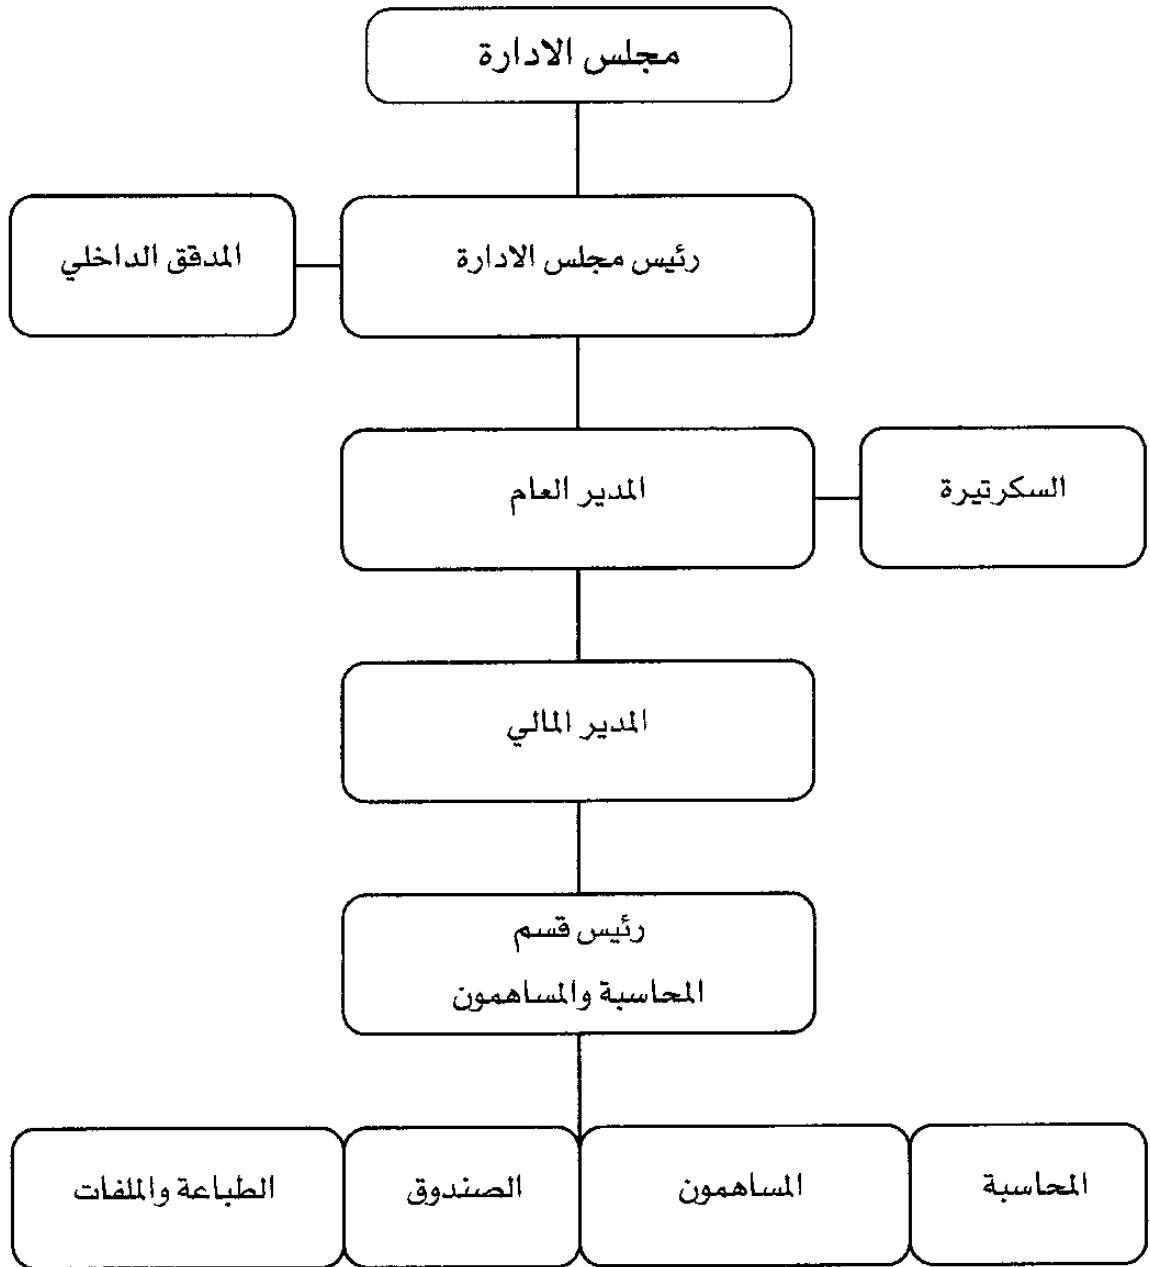 مجلس الادارة
رئيس مجلس الادارة
المدقق الداخلي
السكرتيرة
المدير العام
المدير المالي
رئيس قسم
المحاسبة والمساهمون
المحاسبة
المساهمون
الصندوق
الطباعة والملفات